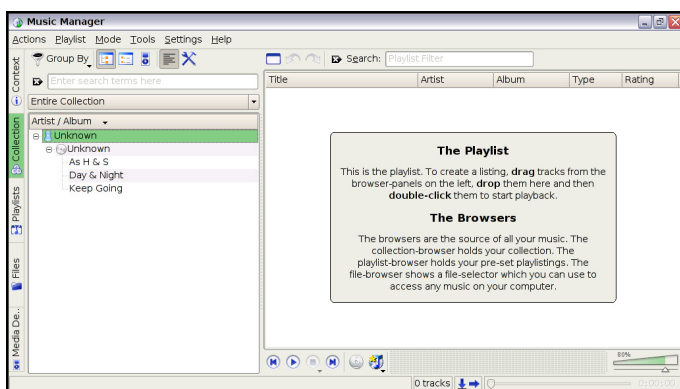 Music Manager
Actions Playlist Mode Tools Settings Help
Context
Collection
Playlists
Files
Media De..
Group By
Enter search terms here
Entire Collection
Artist / Album
Unknown
Unknown
As H & S
Day & Night
Keep Going
Search: Playlist Filter
Title Artist Album Type Rating
The Playlist
This is the playlist. To create a listing, drag tracks from the
browser-panels on the left, drop them here and then
double-click them to start playback.
The Browsers
The browsers are the source of all your music. The
collection-browser holds your collection. The
playlist-browser holds your pre-set playlistings. The
file-browser shows a file-selector which you can use to
access any music on your computer.
80%
0 tracks
0:00:00